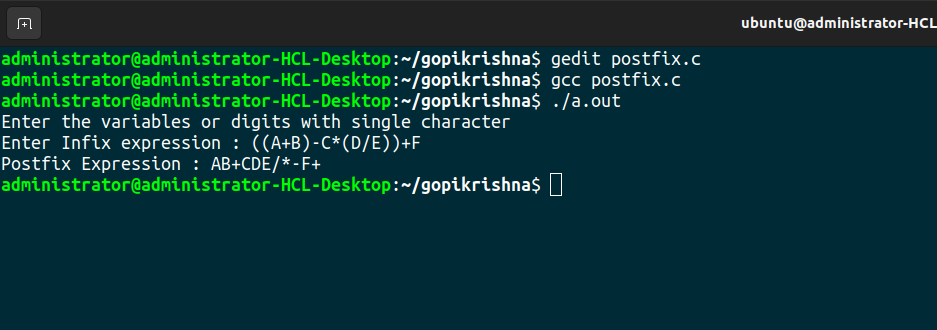 ubuntu@administrator-HCL
administrator@administrator-HCL-Desktop:~/gopikrishna$ gedit postfix.c
administrator@administrator-HCL-Desktop:~/gopikrishna$ gcc postfix.c
administrator@administrator-HCL-Desktop:~/gopikrishna$ ./a.out
Enter the variables or digits with single character
Enter Infix expression : ((A+B)-C*(D/E))+F
Postfix Expression : AB+CDE/*-F+
administrator@administrator-HCL-Desktop:~/gopikrishna$